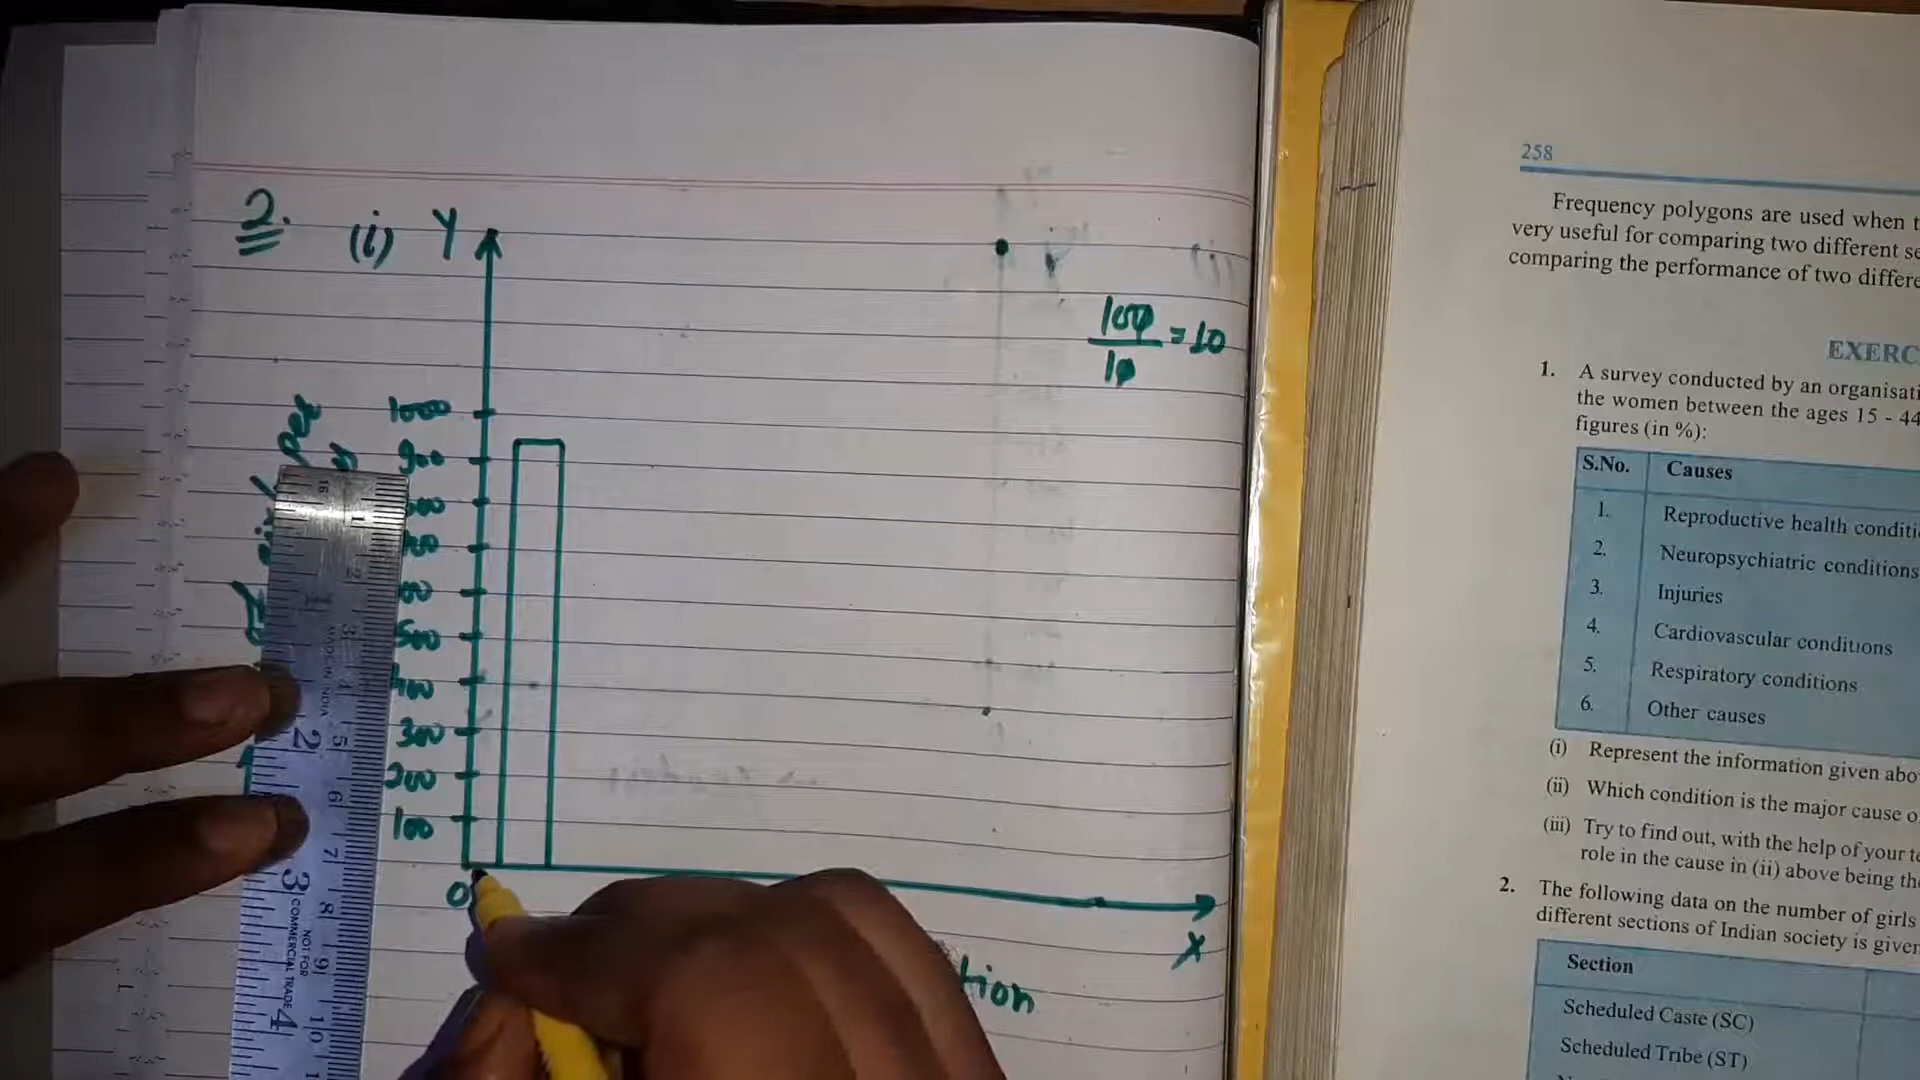 2. (i) Y
100/10 = 10
per
1000
900
500
400
300
200
100
0
X
tion
MADE IN INDIA
NOT FOR
COMMERCIAL TRADE
258
Frequency polygons are used when t
very useful for comparing two different se
comparing the performance of two differe
EXERC
1. A survey conducted by an organisati
the women between the ages 15 - 44
figures (in %):
S.No. Causes
1. Reproductive health conditi
2. Neuropsychiatric conditions
3. Injuries
4. Cardiovascular conditions
5. Respiratory conditions
6. Other causes
(i) Represent the information given abo
(ii) Which condition is the major cause o
(iii) Try to find out, with the help of your te
role in the cause in (ii) above being the
2. The following data on the number of girls
different sections of Indian society is given
Section
Scheduled Caste (SC)
Scheduled Tribe (ST)